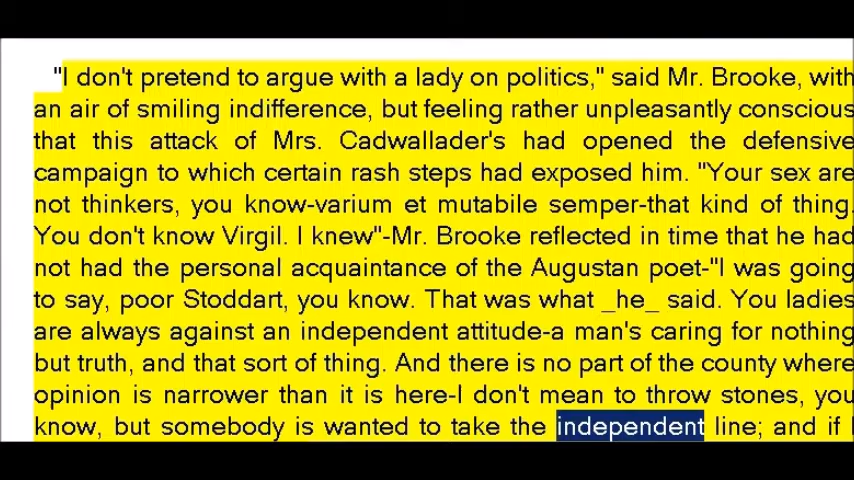 "I don't pretend to argue with a lady on politics," said Mr. Brooke, with
an air of smiling indifference, but feeling rather unpleasantly conscious
that this attack of Mrs. Cadwallader's had opened the defensive
campaign to which certain rash steps had exposed him. "Your sex are
not thinkers, you know-varium et mutabile semper-that kind of thing.
You don't know Virgil. I knew"-Mr. Brooke reflected in time that he had
not had the personal acquaintance of the Augustan poet-"I was going
to say, poor Stoddart, you know. That was what _he_ said. You ladies
are always against an independent attitude-a man's caring for nothing
but truth, and that sort of thing. And there is no part of the county where
opinion is narrower than it is here-I don't mean to throw stones, you
know, but somebody is wanted to take the independent line; and if I